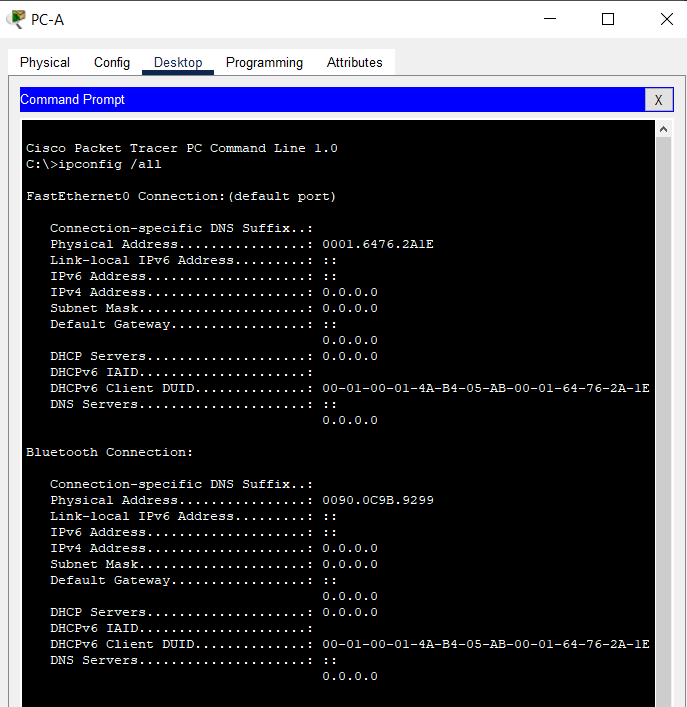 PC-A
Physical Config Desktop Programming Attributes
Command Prompt X
Cisco Packet Tracer PC Command Line 1.0
C:\>ipconfig /all
FastEthernet0 Connection:(default port)
Connection-specific DNS Suffix..:
Physical Address................: 0001.6476.2A1E
Link-local IPv6 Address.........: ::
IPv6 Address....................: ::
IPv4 Address....................: 0.0.0.0
Subnet Mask.....................: 0.0.0.0
Default Gateway.................: ::
0.0.0.0
DHCP Servers....................: 0.0.0.0
DHCPv6 IAID.....................:
DHCPv6 Client DUID..............: 00-01-00-01-4A-B4-05-AB-00-01-64-76-2A-1E
DNS Servers.....................: ::
0.0.0.0
Bluetooth Connection:
Connection-specific DNS Suffix..:
Physical Address................: 0090.0C9B.9299
Link-local IPv6 Address.........: ::
IPv6 Address....................: ::
IPv4 Address....................: 0.0.0.0
Subnet Mask.....................: 0.0.0.0
Default Gateway.................: ::
0.0.0.0
DHCP Servers....................: 0.0.0.0
DHCPv6 IAID.....................:
DHCPv6 Client DUID..............: 00-01-00-01-4A-B4-05-AB-00-01-64-76-2A-1E
DNS Servers.....................: ::
0.0.0.0